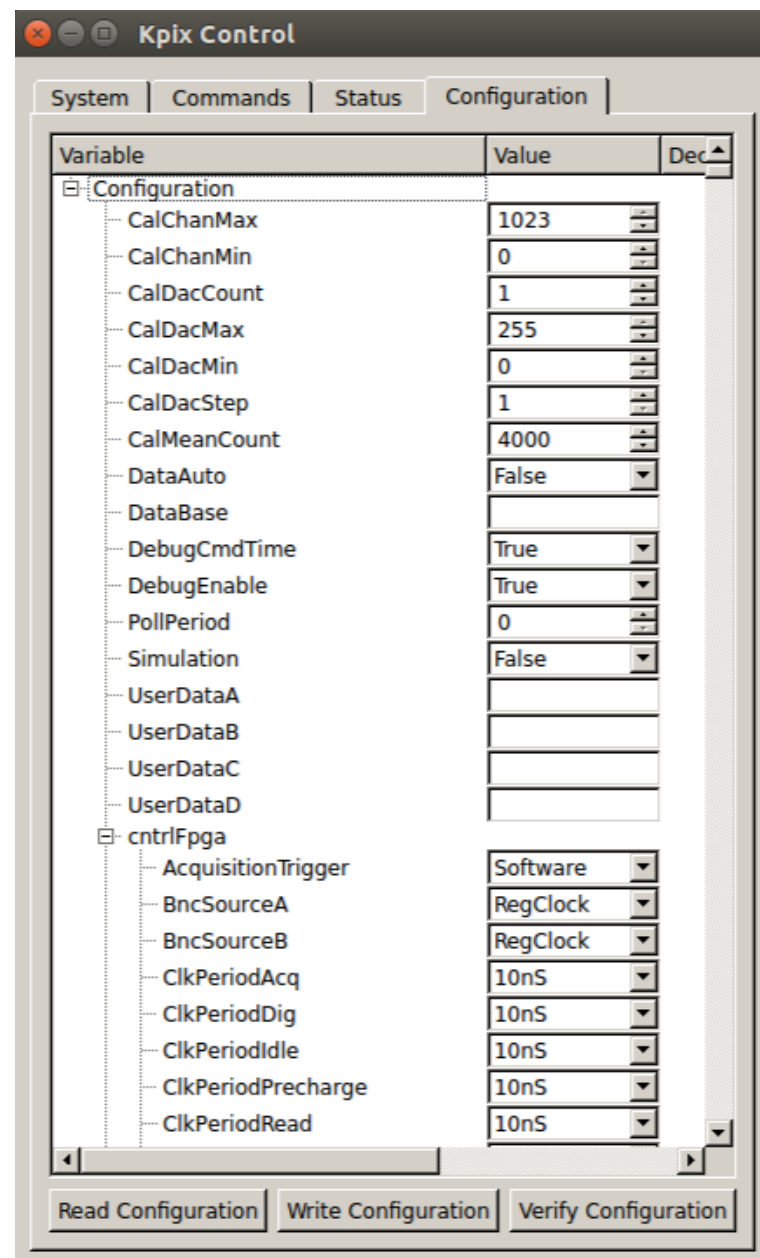 Kpix Control
System Commands Status Configuration
Variable Value Dec
Configuration
CalChanMax 1023
CalChanMin 0
CalDacCount 1
CalDacMax 255
CalDacMin 0
CalDacStep 1
CalMeanCount 4000
DataAuto False
DataBase
DebugCmdTime True
DebugEnable True
PollPeriod 0
Simulation False
UserDataA
UserDataB
UserDataC
UserDataD
cntrlFpga
AcquisitionTrigger Software
BncSourceA RegClock
BncSourceB RegClock
ClkPeriodAcq 10nS
ClkPeriodDig 10nS
ClkPeriodIdle 10nS
ClkPeriodPrecharge 10nS
ClkPeriodRead 10nS
Read Configuration Write Configuration Verify Configuration